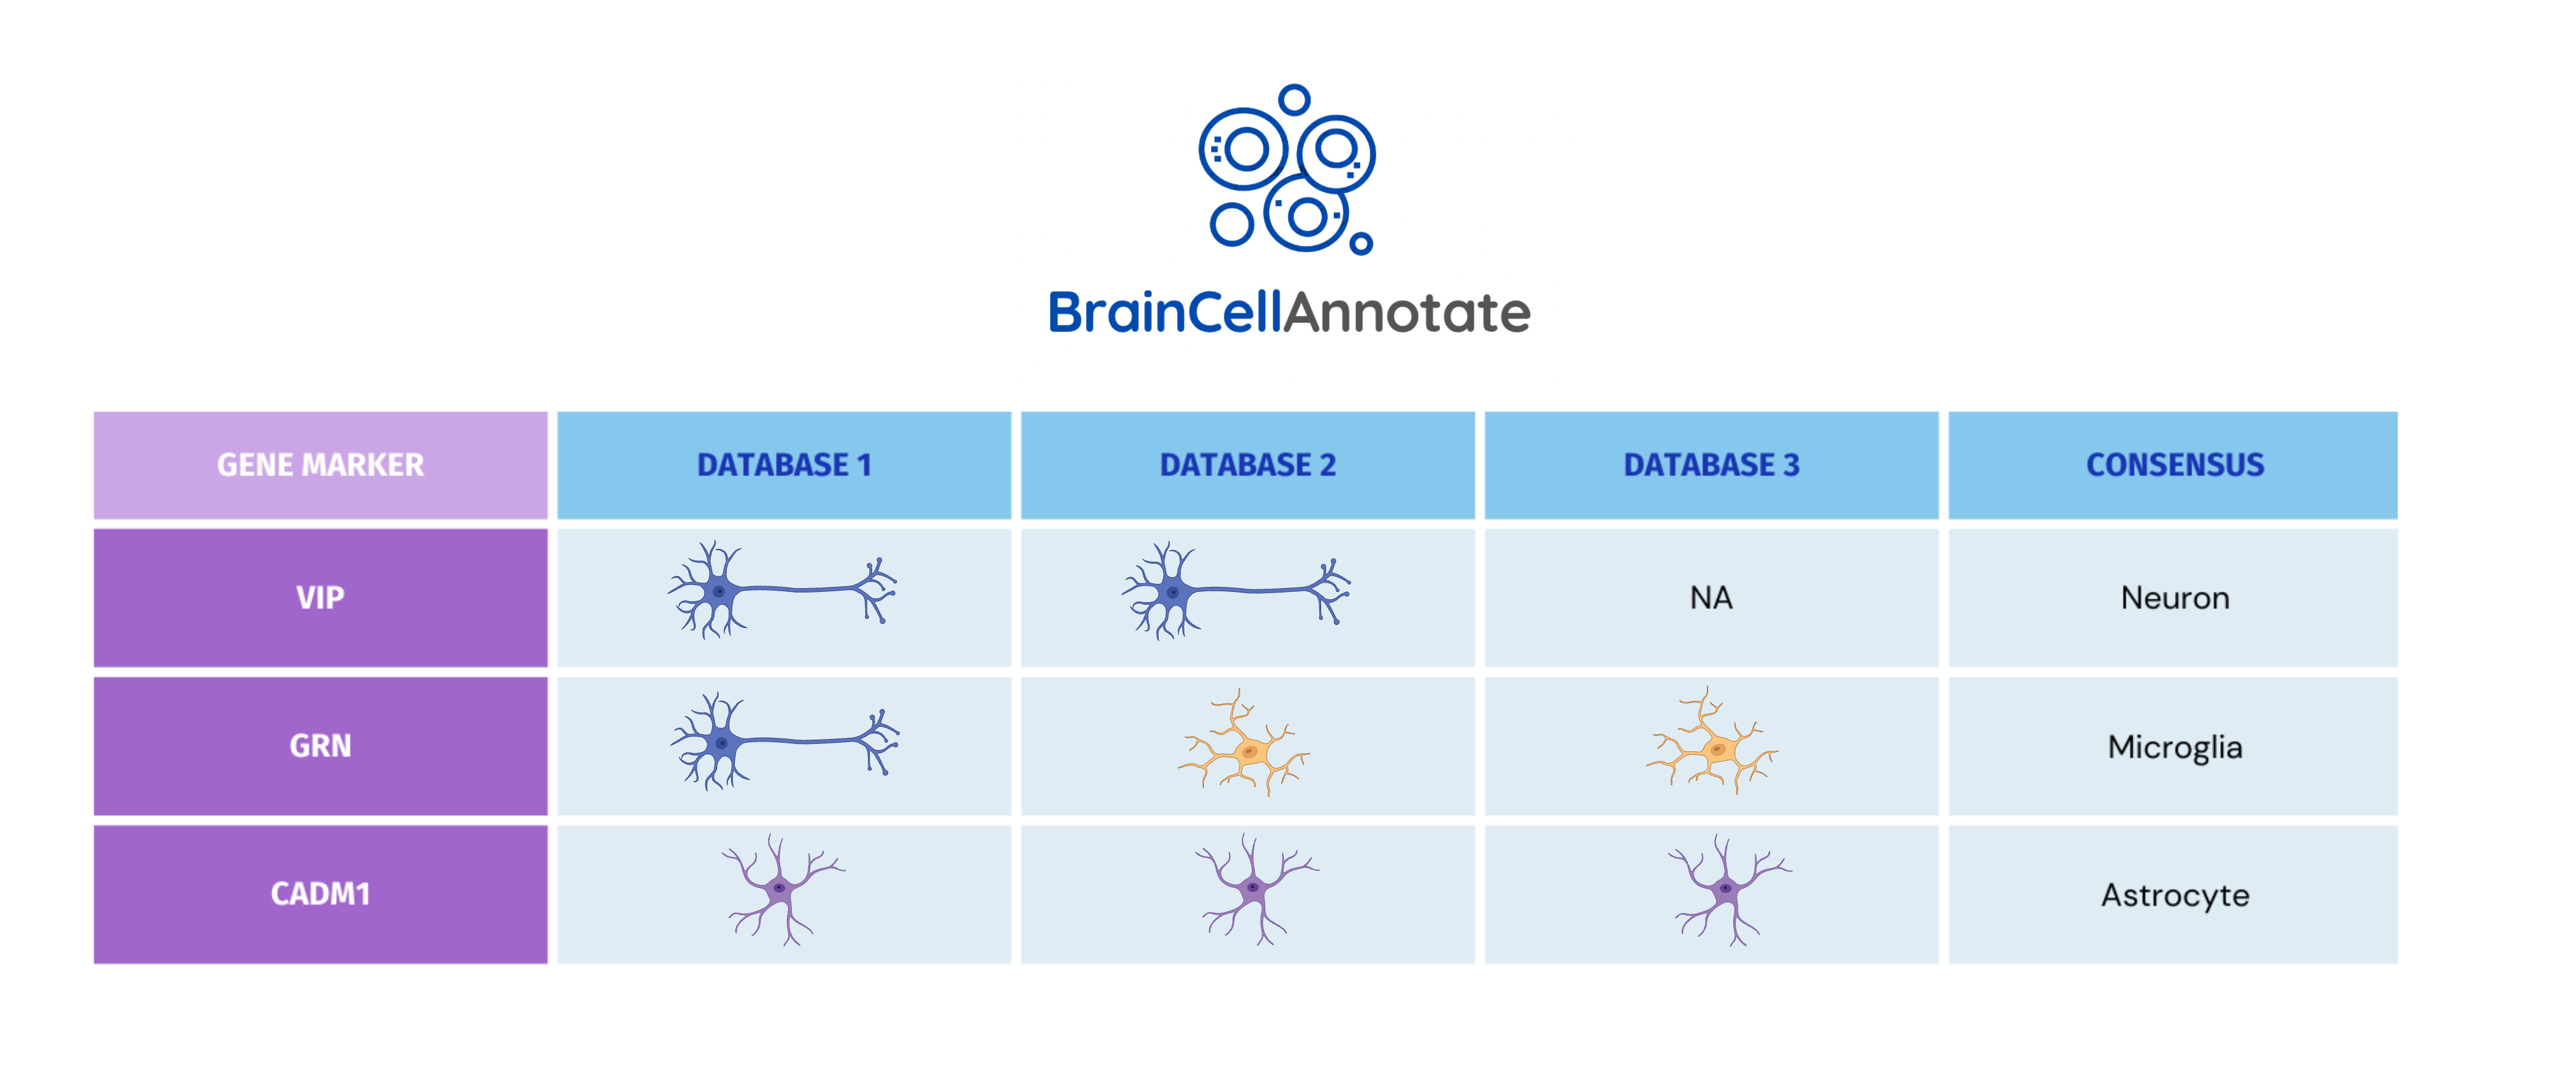 BrainCellAnnotate
GENE MARKER DATABASE 1 DATABASE 2 DATABASE 3 CONSENSUS
VIP NA Neuron
GRN Microglia
CADM1 Astrocyte